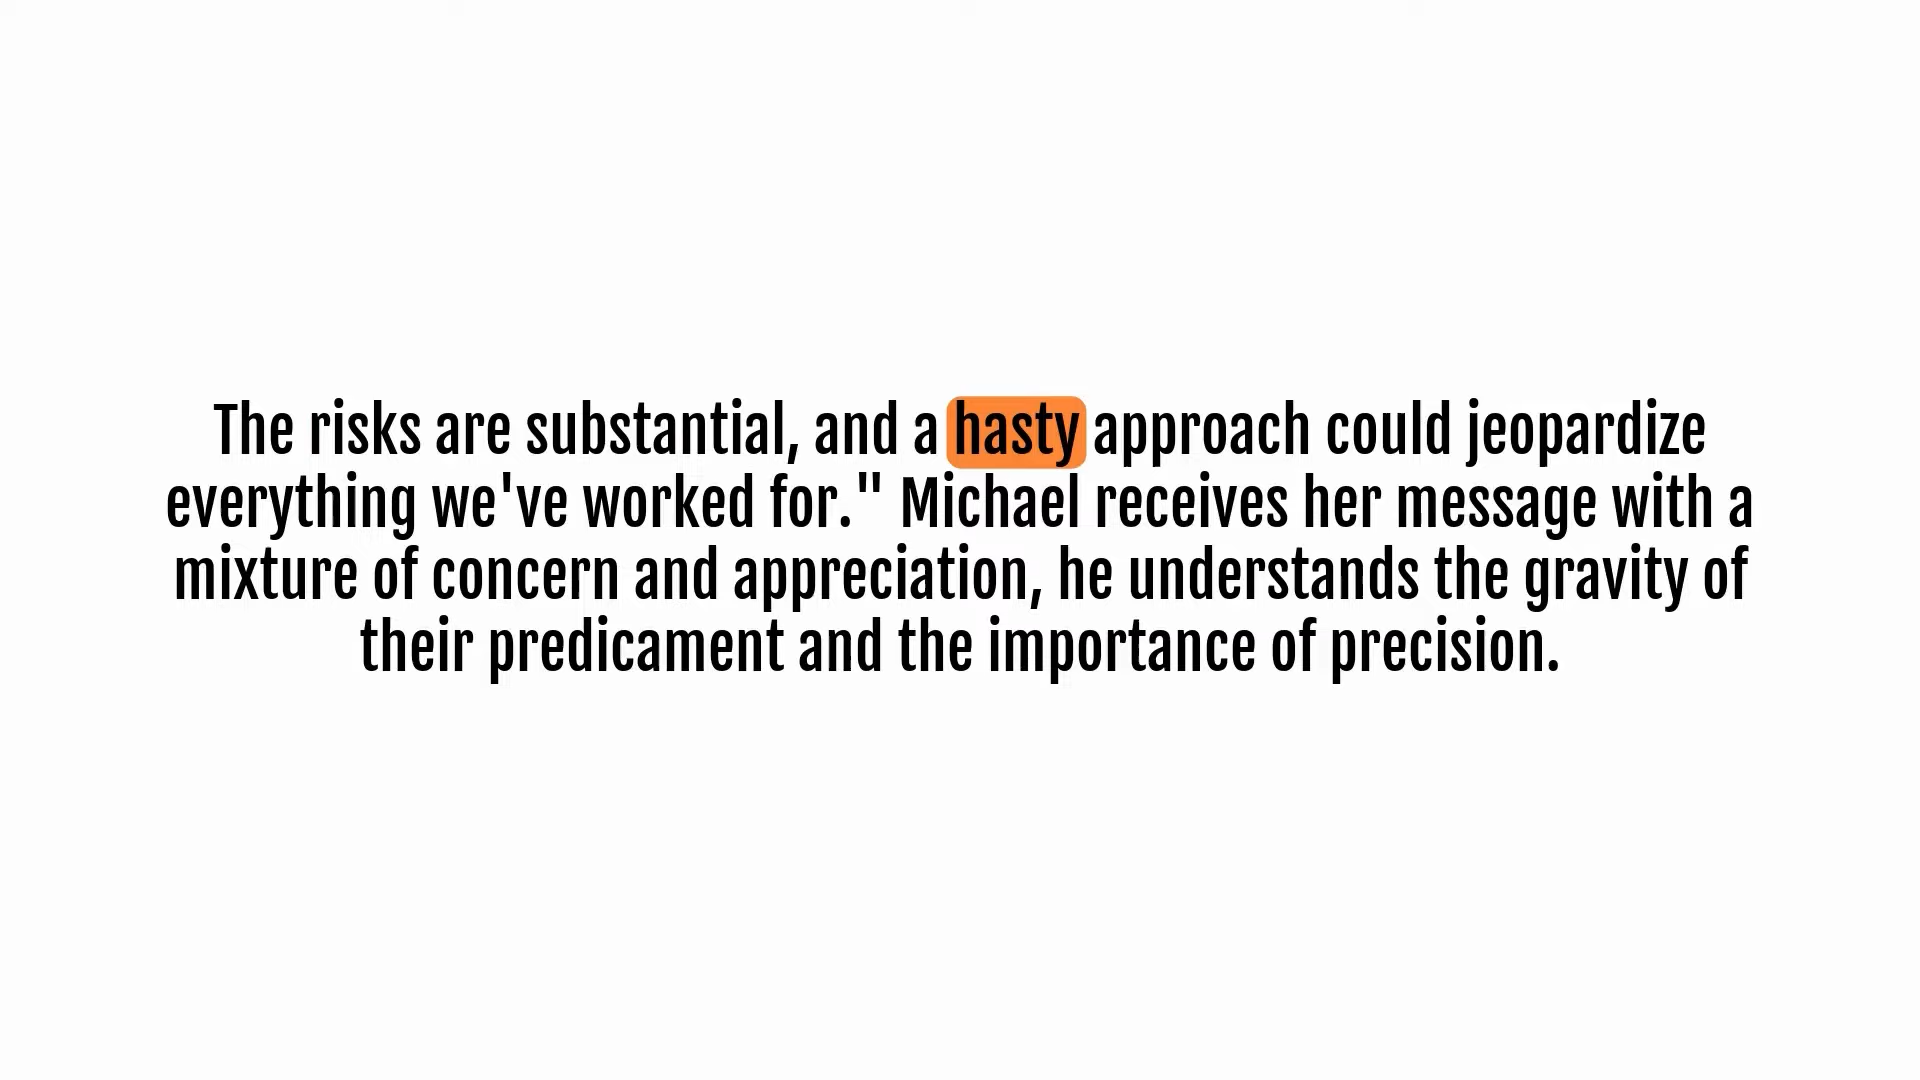 The risks are substantial, and a hasty approach could jeopardize
everything we've worked for." Michael receives her message with a
mixture of concern and appreciation, he understands the gravity of
their predicament and the importance of precision.